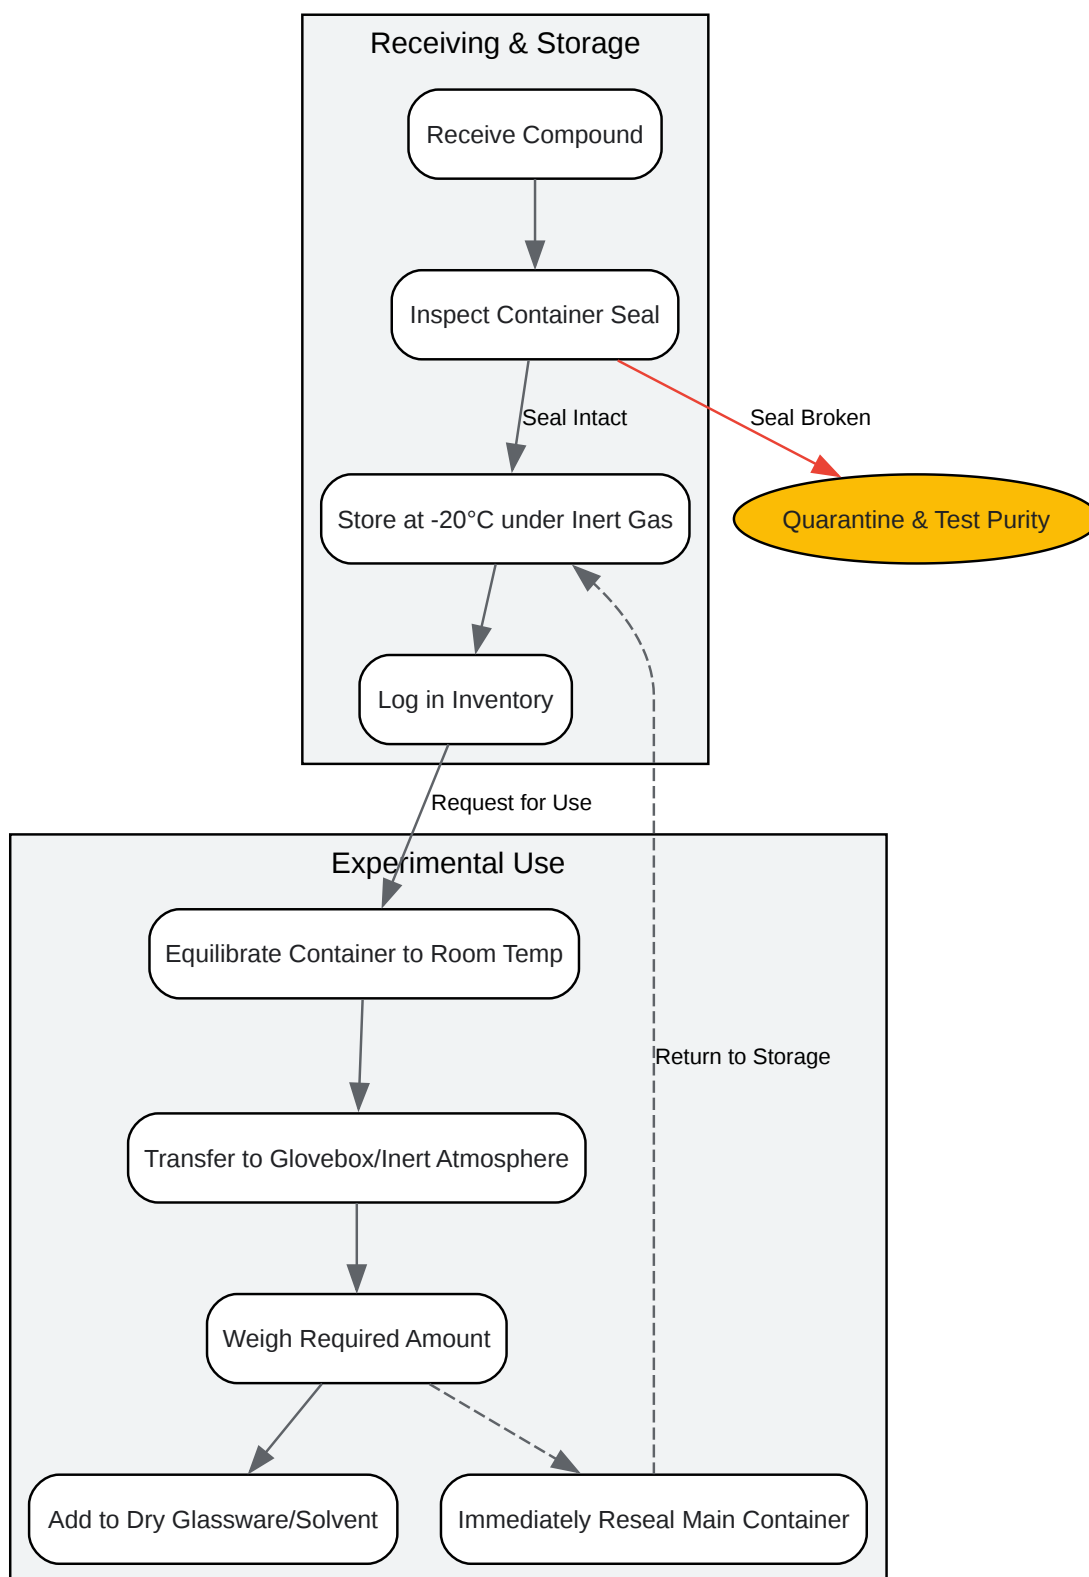 Receiving & Storage
Receive Compound
Inspect Container Seal
Seal Intact
Seal Broken
Store at -20°C under Inert Gas
Quarantine & Test Purity
Log in Inventory
Request for Use
Experimental Use
Equilibrate Container to Room Temp
Return to Storage
Transfer to Glovebox/Inert Atmosphere
Weigh Required Amount
Add to Dry Glassware/Solvent
Immediately Reseal Main Container